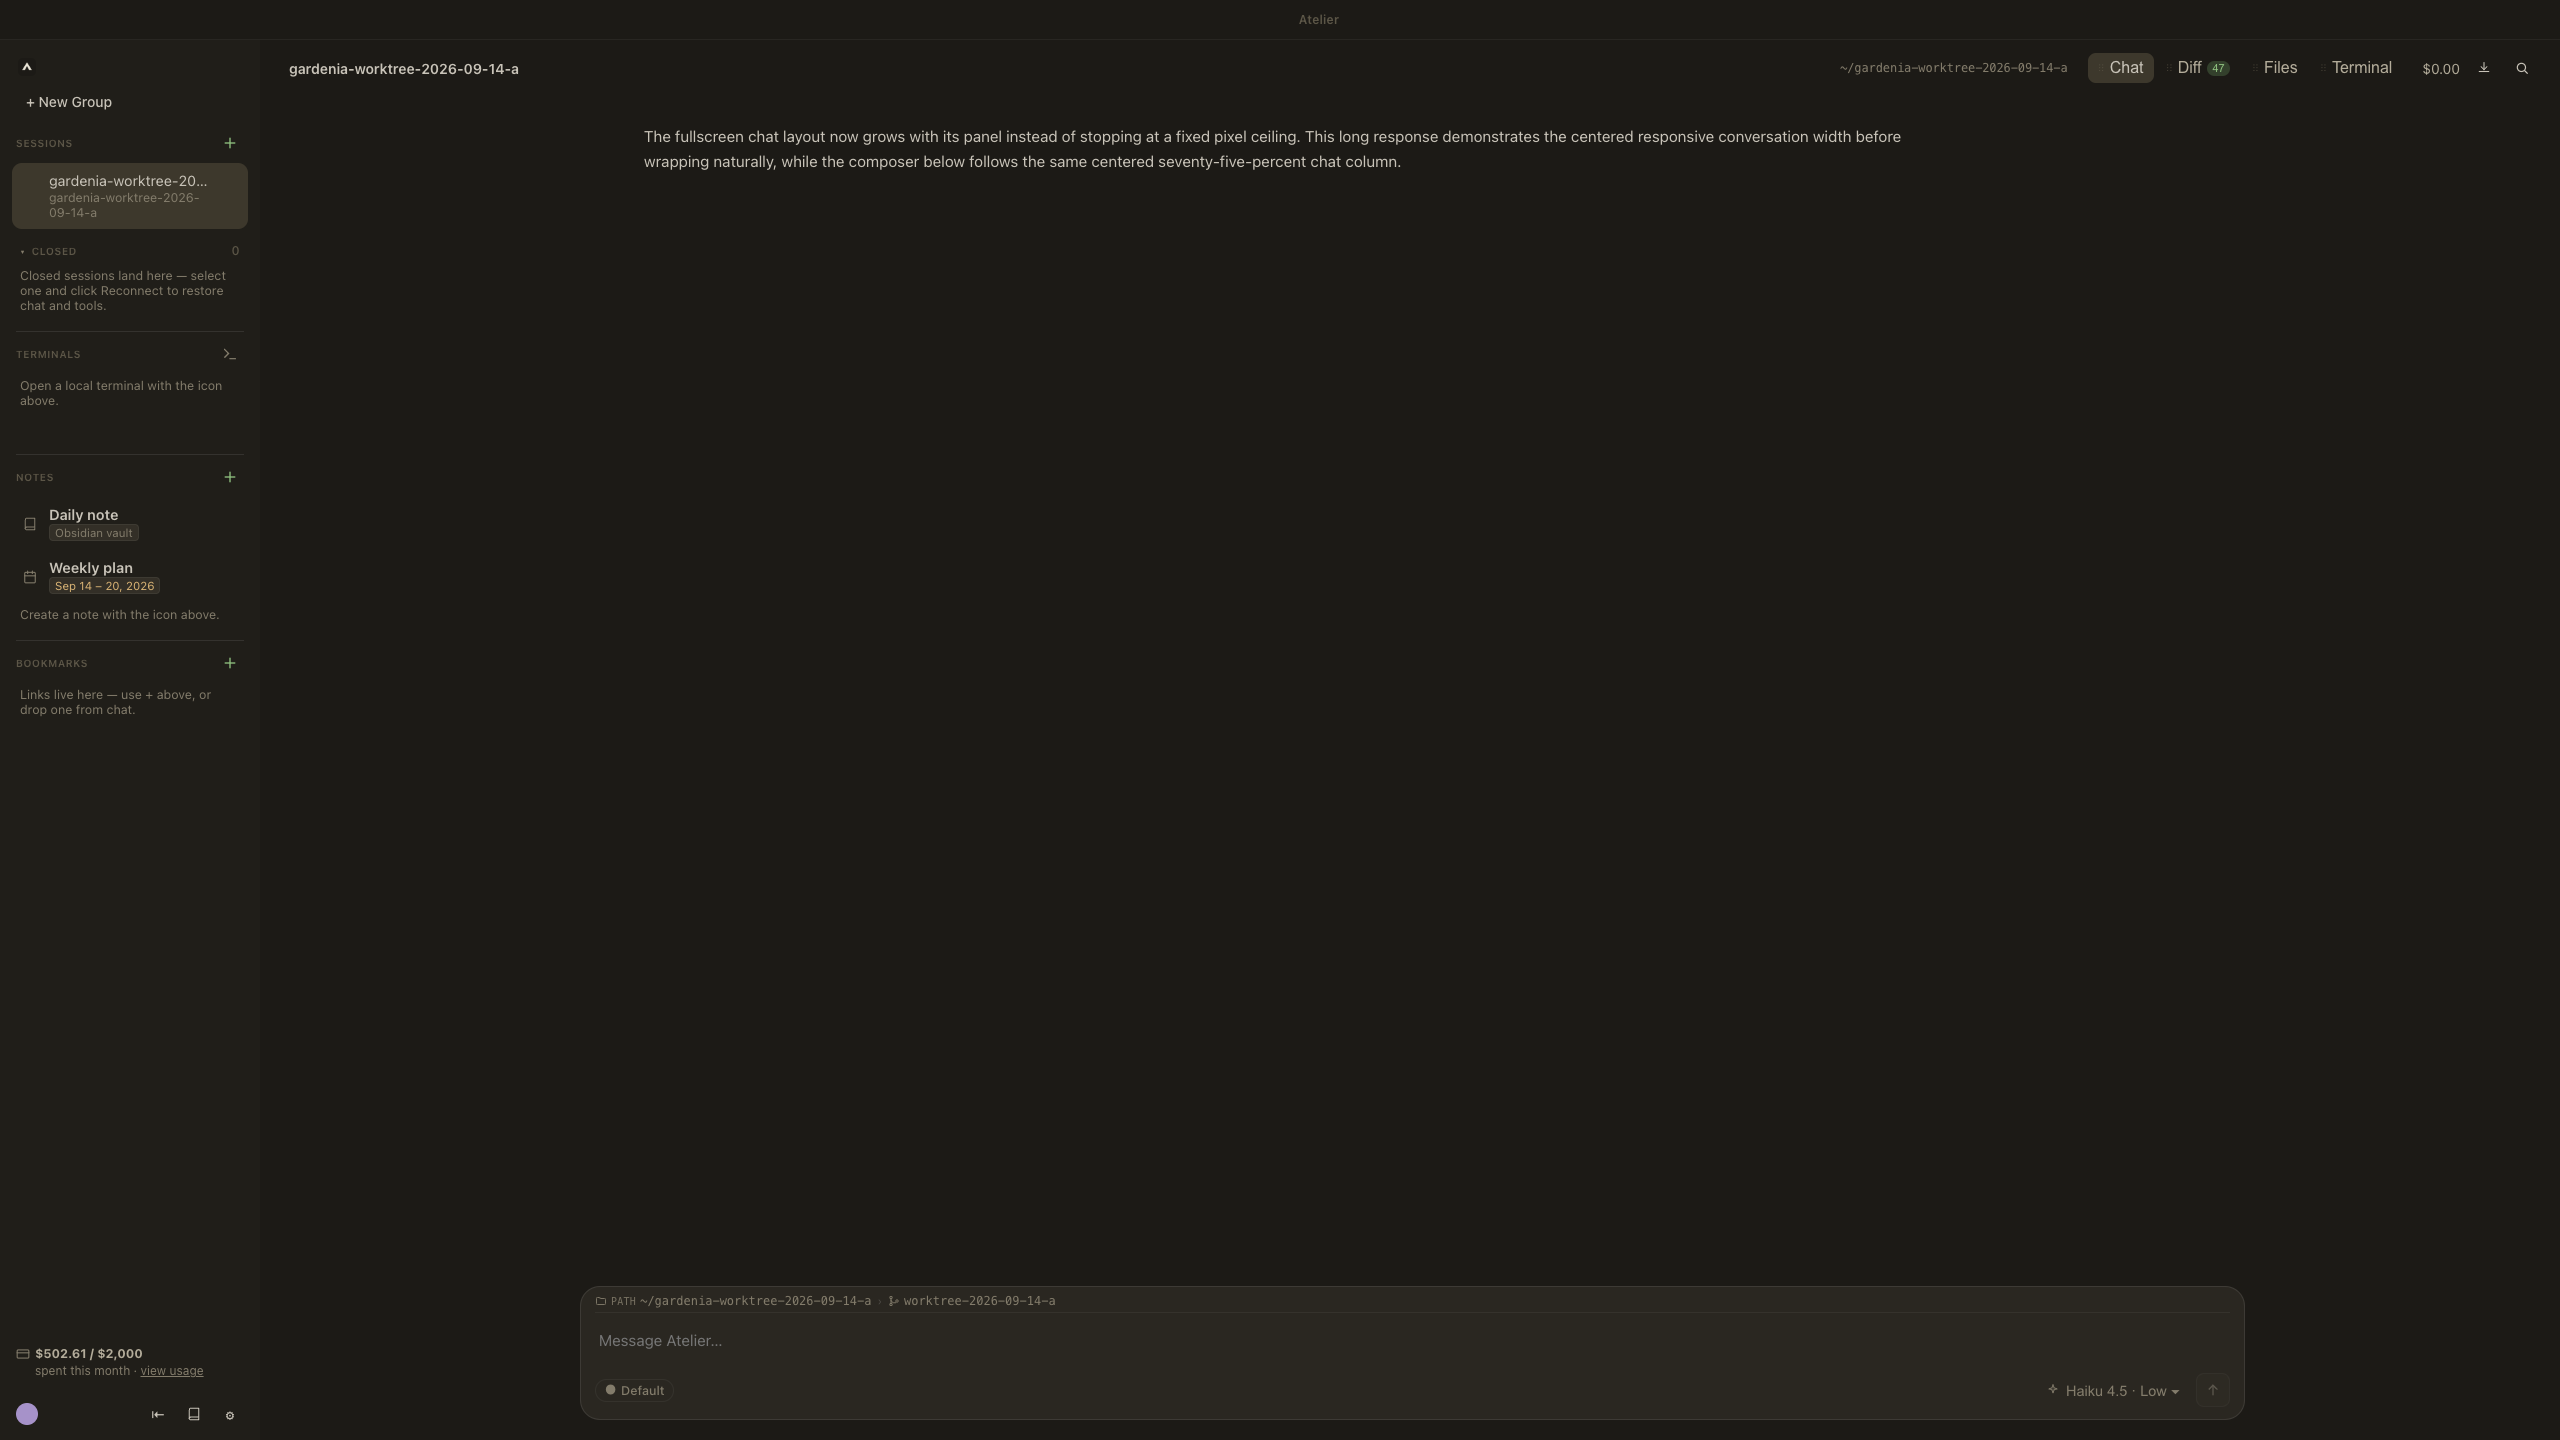 Atelier
+ New Group
SESSIONS
gardenia-worktree-20...
gardenia-worktree-2026-
09-14-a
CLOSED 0
Closed sessions land here — select
one and click Reconnect to restore
chat and tools.
TERMINALS
Open a local terminal with the icon
above.
NOTES
Daily note
Obsidian vault
Weekly plan
Sep 14 – 20, 2026
Create a note with the icon above.
BOOKMARKS
Links live here — use + above, or
drop one from chat.
$502.61 / $2,000
spent this month · view usage
gardenia-worktree-2026-09-14-a
~/gardenia-worktree-2026-09-14-a Chat Diff 47 Files Terminal $0.00
The fullscreen chat layout now grows with its panel instead of stopping at a fixed pixel ceiling. This long response demonstrates the centered responsive conversation width before
wrapping naturally, while the composer below follows the same centered seventy-five-percent chat column.
PATH ~/gardenia-worktree-2026-09-14-a › worktree-2026-09-14-a
Message Atelier...
Default Haiku 4.5 · Low